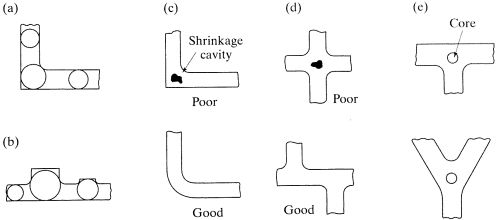 (a)
(c)
(d)
(e)
Shrinkage
cavity
Core
Poor
Poor
(b)
Good
Good